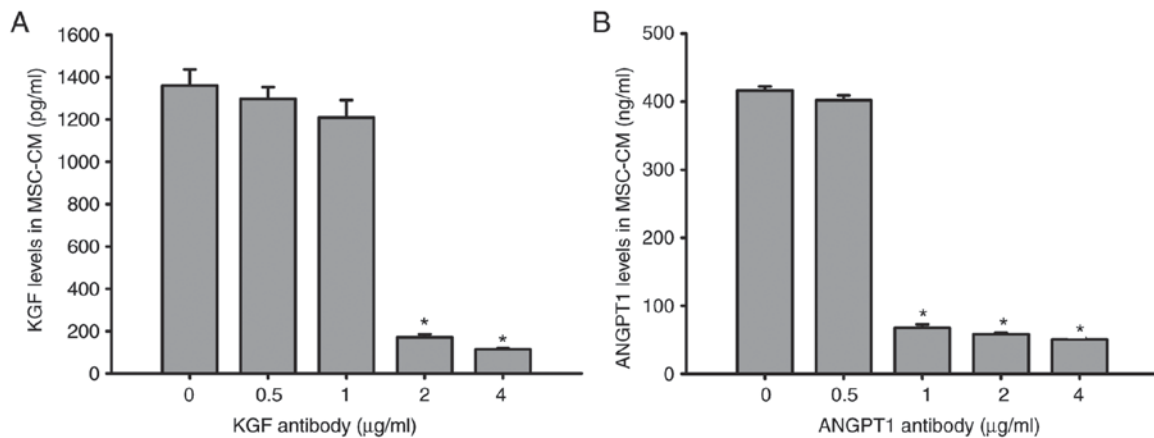 A
KGF levels in MSC-CM (pg/ml)
1600
1400
1200
1000
800
600
400
200
0
*
*
0 0.5 1 2 4
KGF antibody (μg/ml)
B
ANGPT1 levels in MSC-CM (ng/ml)
500
400
300
200
100
0
*
*
*
0 0.5 1 2 4
ANGPT1 antibody (μg/ml)